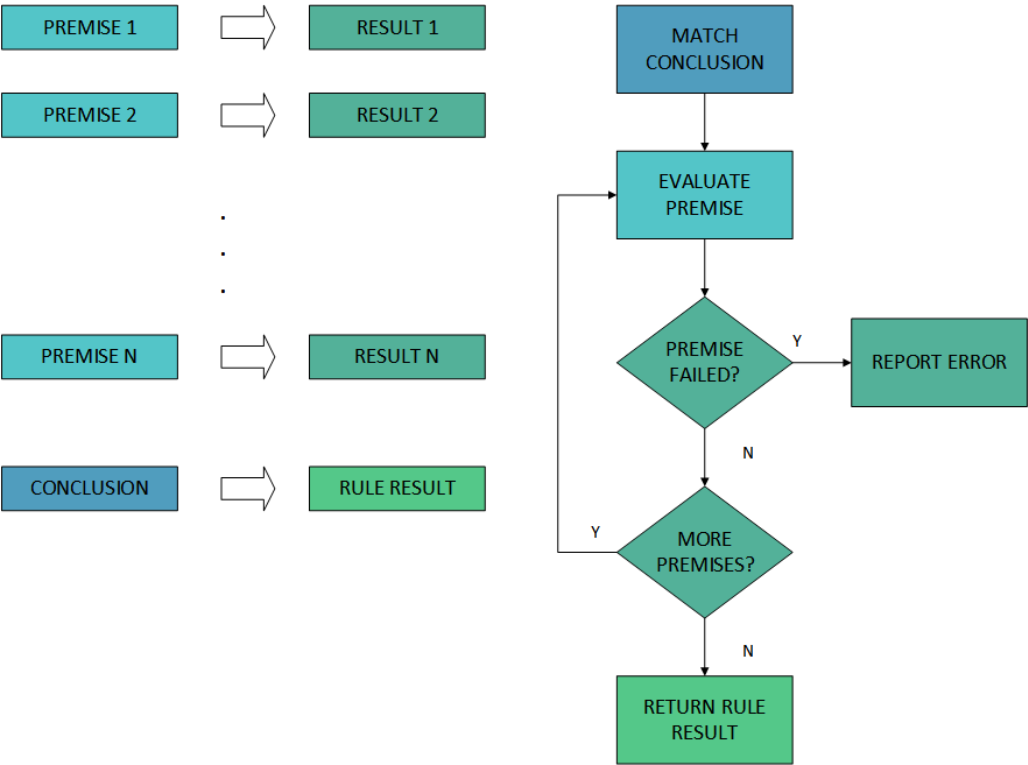 PREMISE 1
RESULT 1
PREMISE 2
RESULT 2
.
.
.
PREMISE N
RESULT N
CONCLUSION
RULE RESULT
MATCH
CONCLUSION
EVALUATE
PREMISE
PREMISE
FAILED?
Y
REPORT ERROR
N
MORE
PREMISES?
Y
N
RETURN RULE
RESULT